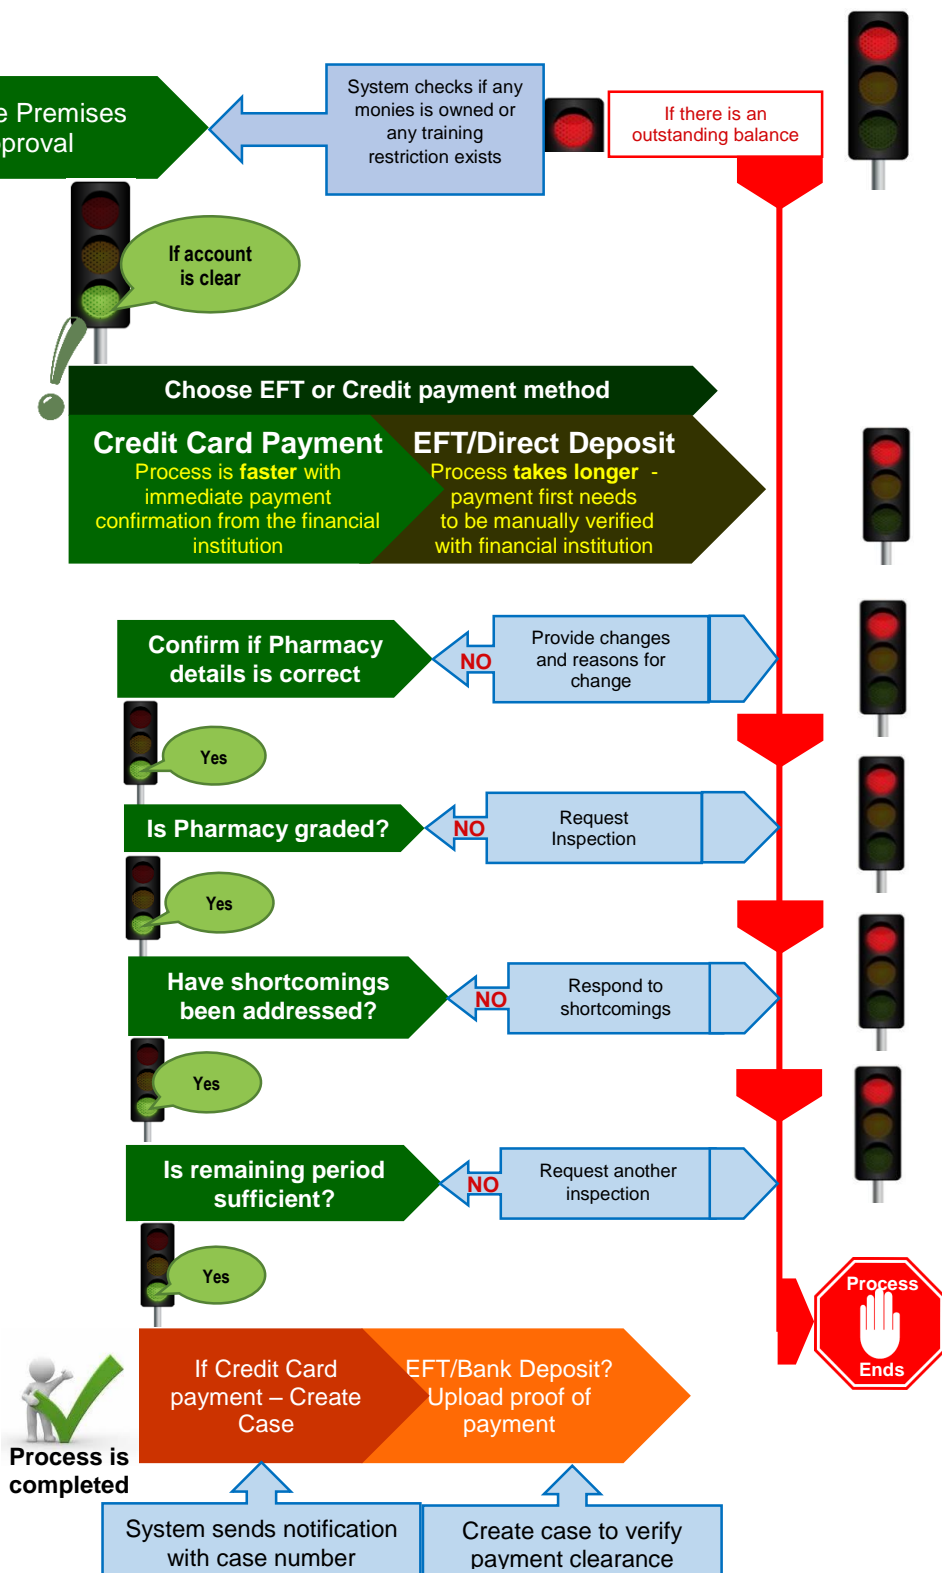 System checks if any
monies is owned or
any training
restriction exists
If there is an
outstanding balance
Premises
If account
is clear
Choose EFT or Credit payment method
Credit Card Payment
Process is faster with
immediate payment
confirmation from the financial
institution
EFT/Direct Deposit
Process takes longer -
payment first needs
to be manually verified
with financial institution
Confirm if Pharmacy
details is correct
NO
Provide changes
and reasons for
change
Yes
Is Pharmacy graded?
NO
Request
Inspection
Yes
Have shortcomings
been addressed?
NO
Respond to
shortcomings
Yes
Is remaining period
sufficient?
NO
Request another
inspection
Yes
Process
Ends
If Credit Card
payment – Create
Case
EFT/Bank Deposit?
Upload proof of
payment
Process is
completed
System sends notification
with case number
Create case to verify
payment clearance